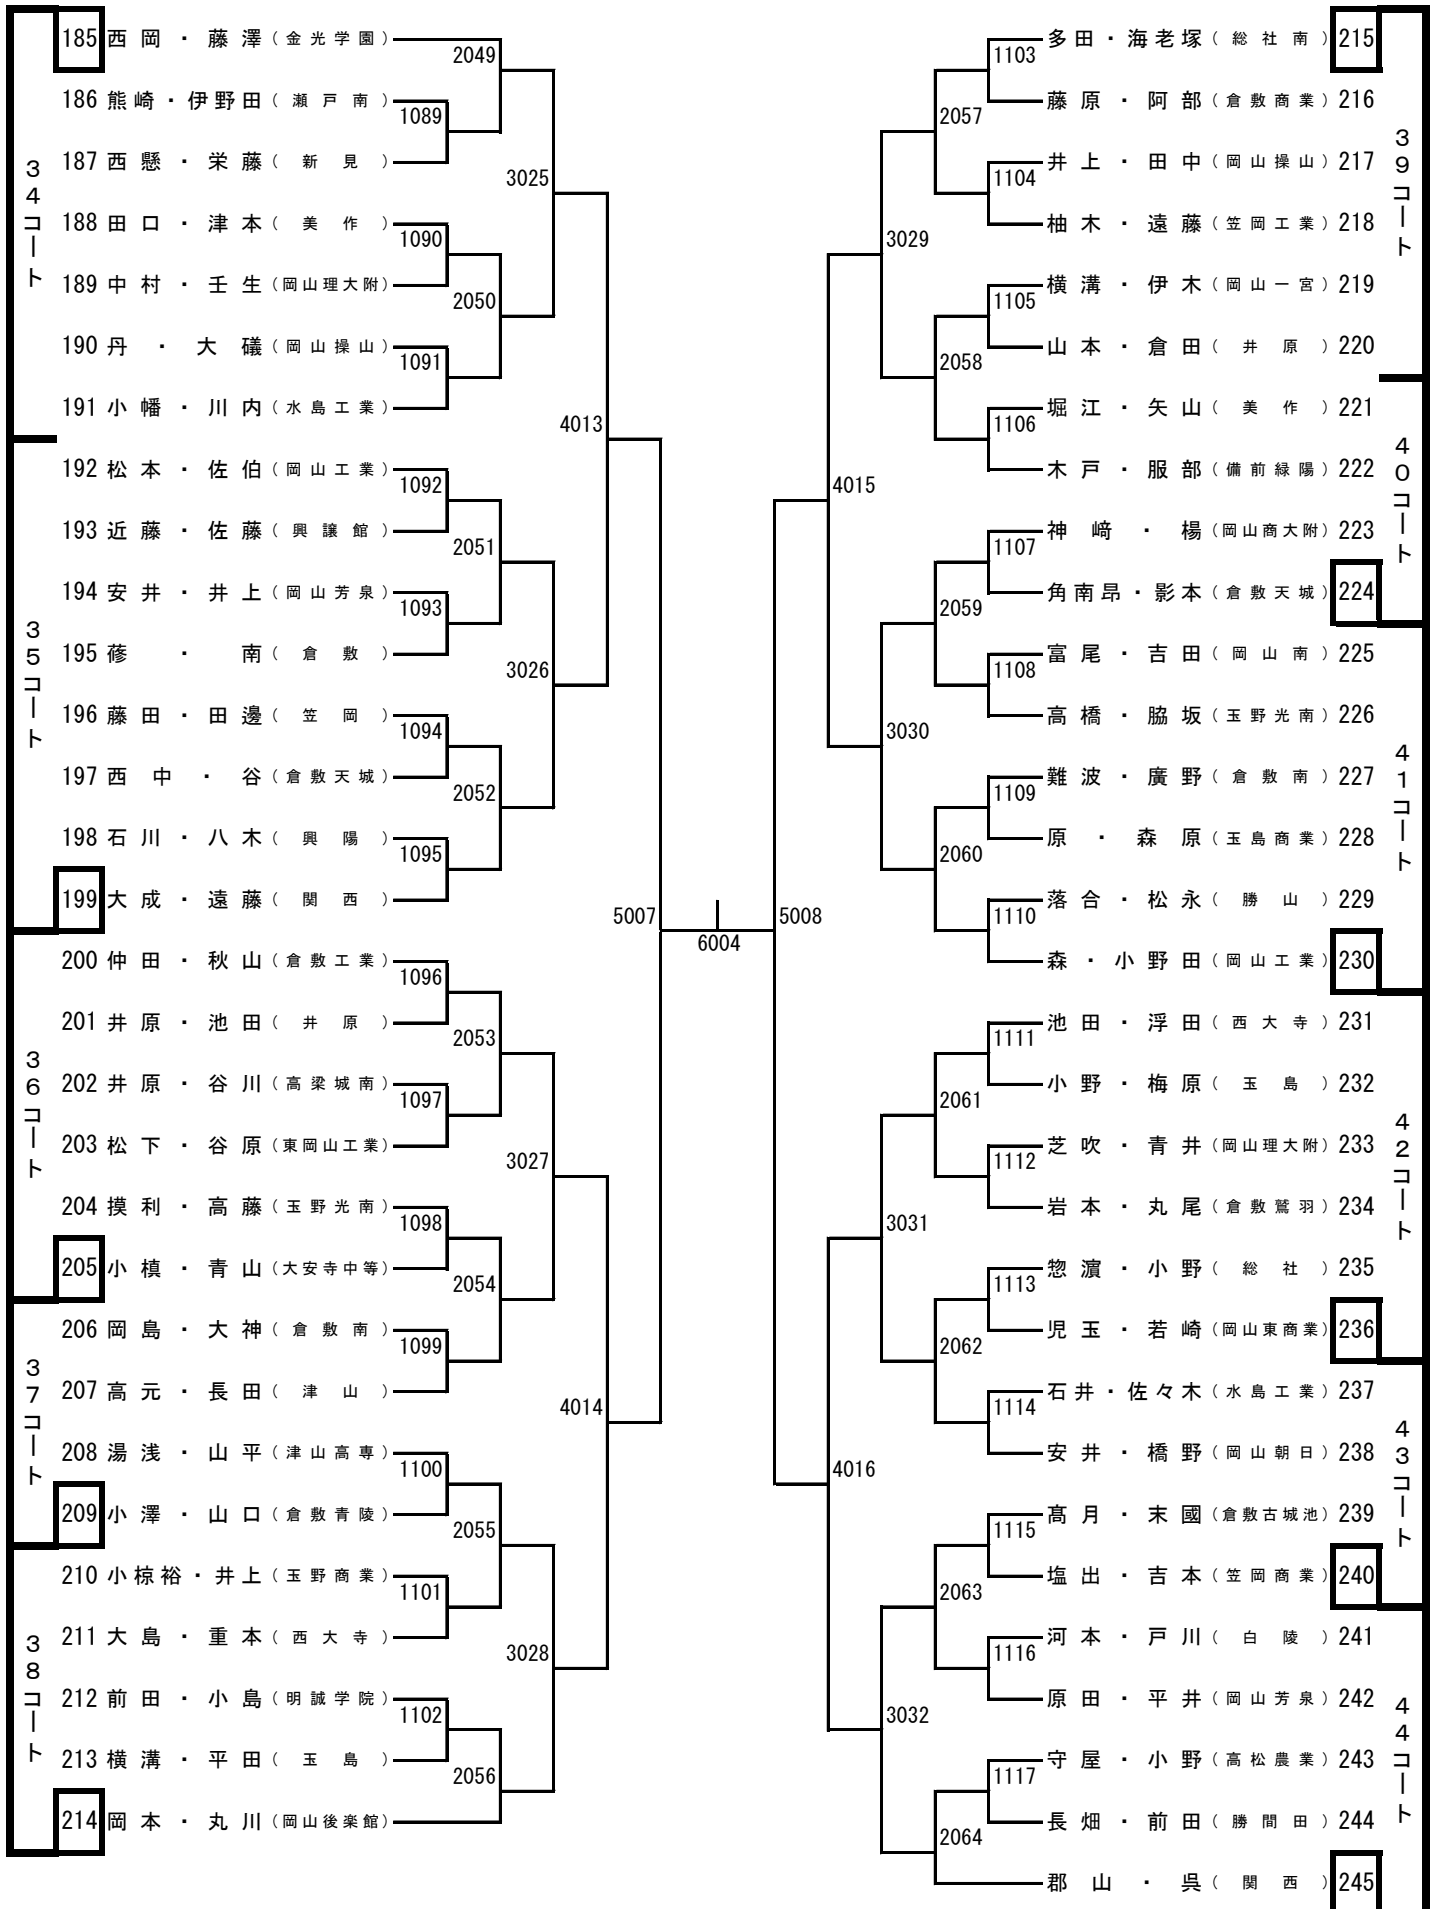 34コート
185 西岡・藤澤（金光学園）
186 熊崎・伊野田（瀬戸南）
187 西懸・栄藤（新見）
188 田口・津本（美作）
189 中村・壬生（岡山理大附）
190 丹・大礒（岡山操山）
191 小幡・川内（水島工業）
35コート
192 松本・佐伯（岡山工業）
193 近藤・佐藤（興譲館）
194 安井・井上（岡山芳泉）
195 蓚・南（倉敷）
196 藤田・田邊（笠岡）
197 西中・谷（倉敷天城）
198 石川・八木（興陽）
199 大成・遠藤（関西）
36コート
200 仲田・秋山（倉敷工業）
201 井原・池田（井原）
202 井原・谷川（高梁城南）
203 松下・谷原（東岡山工業）
204 摸利・高藤（玉野光南）
205 小槙・青山（大安寺中等）
37コート
206 岡島・大神（倉敷南）
207 高元・長田（津山）
208 湯浅・山平（津山高専）
209 小澤・山口（倉敷青陵）
38コート
210 小椋裕・井上（玉野商業）
211 大島・重本（西大寺）
212 前田・小島（明誠学院）
213 横溝・平田（玉島）
214 岡本・丸川（岡山後楽館）
1089
1090
1091
1092
1093
1094
1095
1096
1097
1098
1099
1100
1101
1102
2049
2050
2051
2052
2053
2054
2055
2056
3025
3026
3027
3028
4013
4014
5007
6004
5008
4015
4016
3029
3030
3031
3032
2057
2058
2059
2060
2061
2062
2063
2064
1103
1104
1105
1106
1107
1108
1109
1110
1111
1112
1113
1114
1115
1116
1117
多田・海老塚（総社南）215
藤原・阿部（倉敷商業）216
井上・田中（岡山操山）217
柚木・遠藤（笠岡工業）218
横溝・伊木（岡山一宮）219
山本・倉田（井原）220
39コート
堀江・矢山（美作）221
木戸・服部（備前緑陽）222
神﨑・楊（岡山商大附）223
角南昂・影本（倉敷天城）224
40コート
富尾・吉田（岡山南）225
高橋・脇坂（玉野光南）226
難波・廣野（倉敷南）227
原・森原（玉島商業）228
落合・松永（勝山）229
森・小野田（岡山工業）230
41コート
池田・浮田（西大寺）231
小野・梅原（玉島）232
芝吹・青井（岡山理大附）233
岩本・丸尾（倉敷鷲羽）234
惣濵・小野（総社）235
児玉・若崎（岡山東商業）236
42コート
石井・佐々木（水島工業）237
安井・橋野（岡山朝日）238
髙月・末國（倉敷古城池）239
塩出・吉本（笠岡商業）240
43コート
河本・戸川（白陵）241
原田・平井（岡山芳泉）242
守屋・小野（高松農業）243
長畑・前田（勝間田）244
郡山・呉（関西）245
44コート